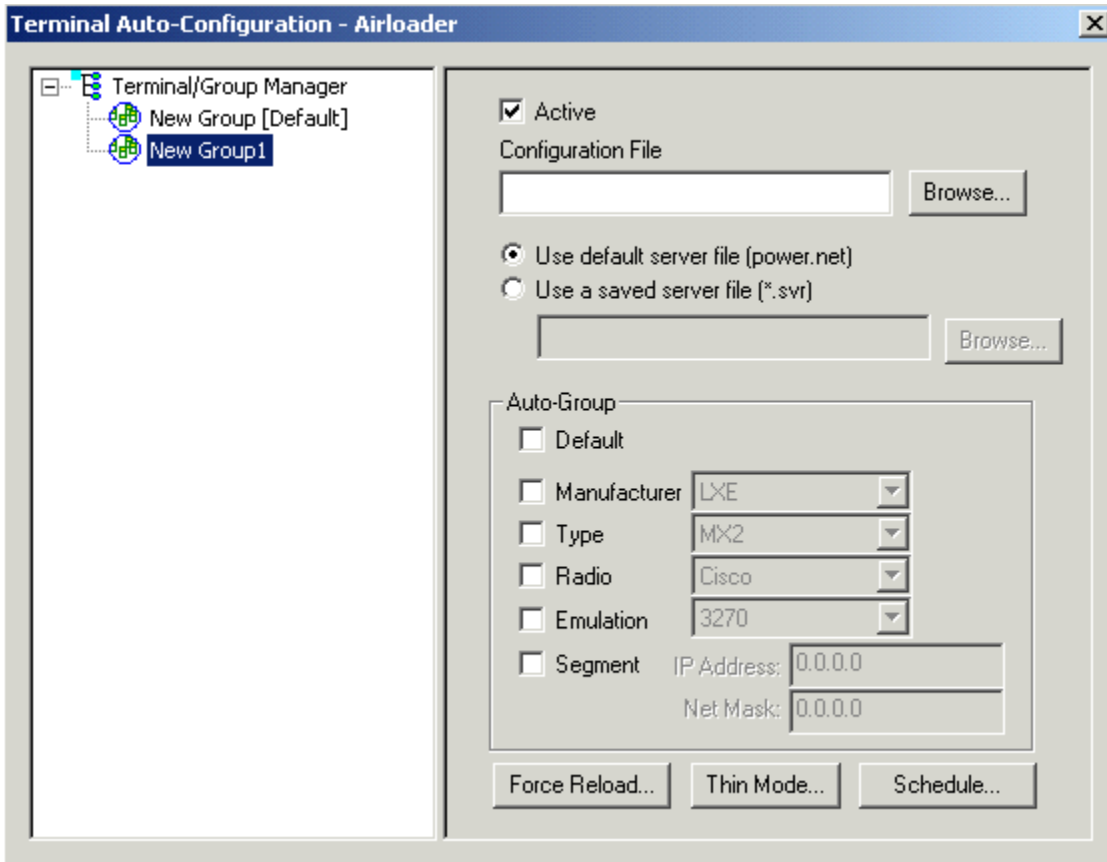 Terminal Auto-Configuration - Airloader
Terminal/Group Manager
New Group [Default]
New Group1
Active
Configuration File
Browse...
Use default server file (power.net)
Use a saved server file (*.svr)
Browse...
Auto-Group
Default
Manufacturer LXE
Type MX2
Radio Cisco
Emulation 3270
Segment IP Address: 0.0.0.0
Net Mask: 0.0.0.0
Force Reload... Thin Mode... Schedule...